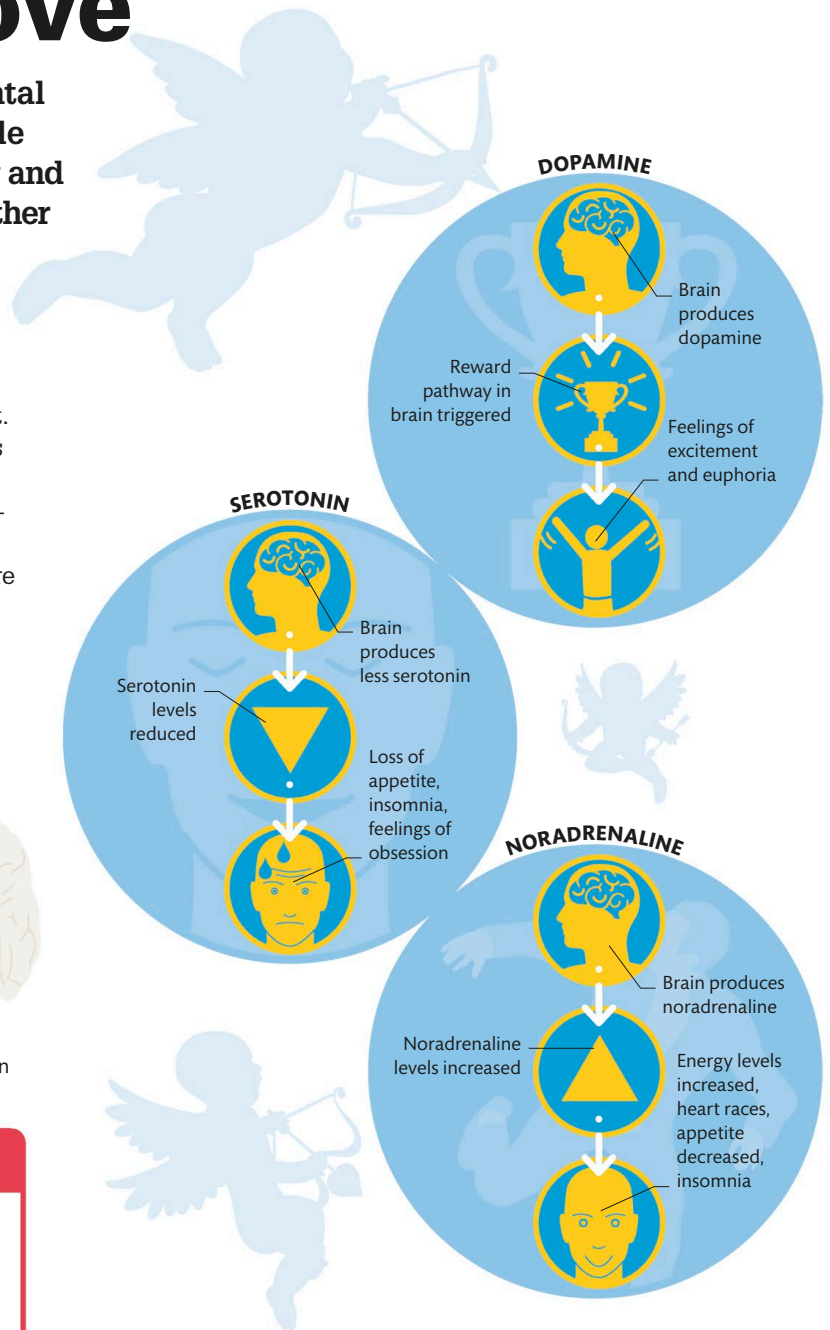 ove
ntal
le
and
ther
t.
s
–
re
n
DOPAMINE
Brain
produces
dopamine
Reward
pathway in
brain triggered
Feelings of
excitement
and euphoria
SEROTONIN
Brain
produces
less serotonin
Serotonin
levels
reduced
Loss of
appetite,
insomnia,
feelings of
obsession
NORADRENALINE
Brain produces
noradrenaline
Noradrenaline
levels increased
Energy levels
increased,
heart races,
appetite
decreased,
insomnia